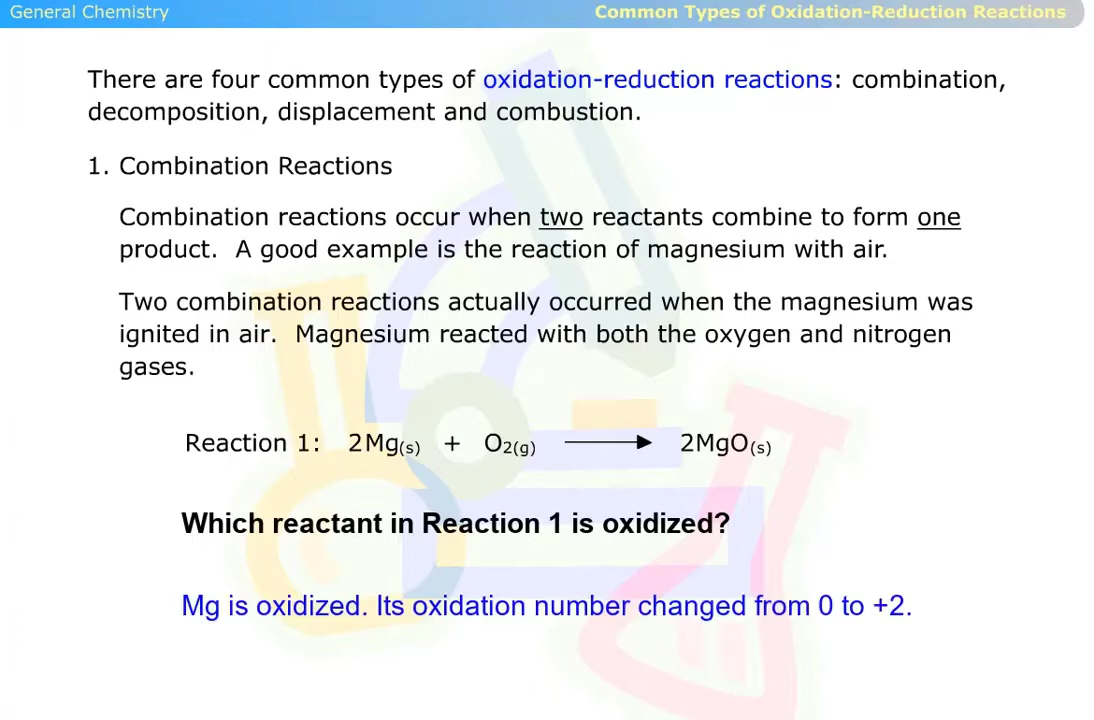 General Chemistry
Common Types of Oxidation-Reduction Reactions
There are four common types of oxidation-reduction reactions: combination,
decomposition, displacement and combustion.
1. Combination Reactions
Combination reactions occur when two reactants combine to form one
product. A good example is the reaction of magnesium with air.
Two combination reactions actually occurred when the magnesium was
ignited in air. Magnesium reacted with both the oxygen and nitrogen
gases.
Reaction 1: 2Mg(s) + O2(g) ⟶ 2MgO(s)
Which reactant in Reaction 1 is oxidized?
Mg is oxidized. Its oxidation number changed from 0 to +2.